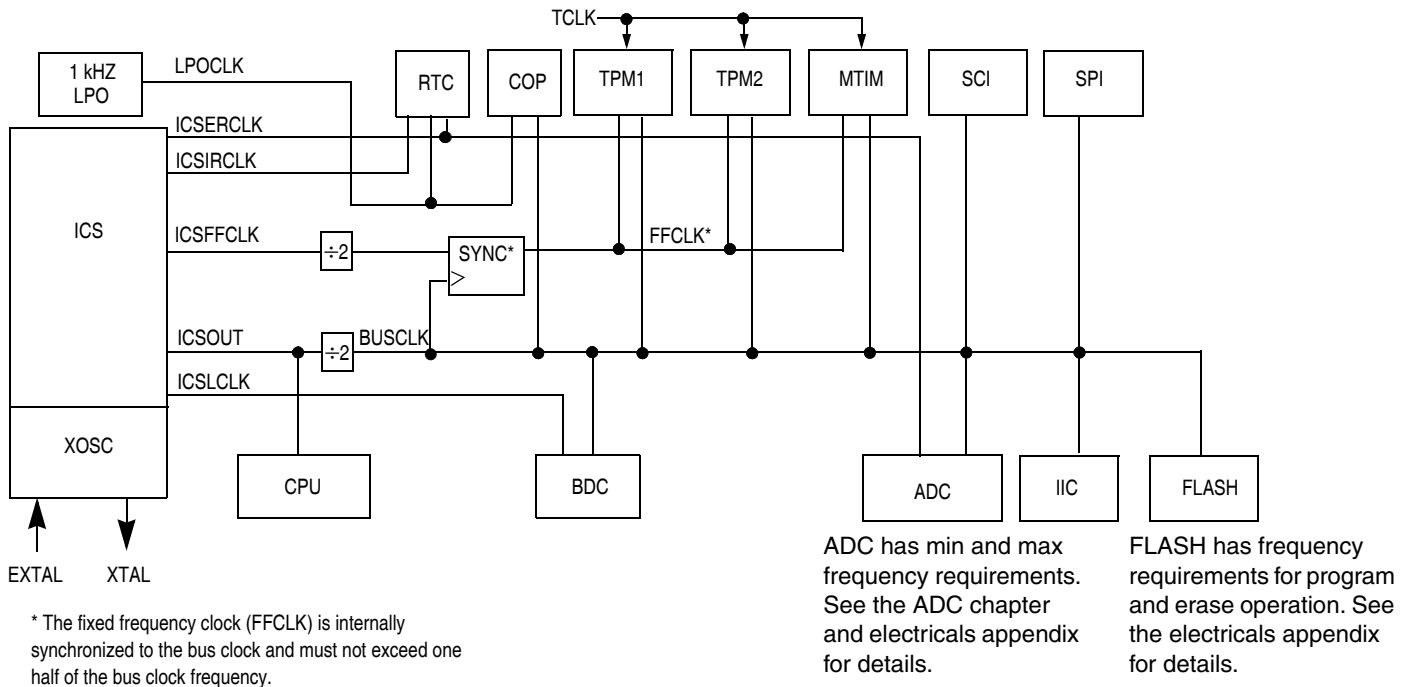 TCLK
1 kHZ
LPO
LPOCLK
RTC
COP
TPM1
TPM2
MTIM
SCI
SPI
ICSERCLK
ICSIRCLK
ICS
ICSFFCLK
÷2
SYNC*
FFCLK*
ICSOUT
÷2
BUSCLK
ICSLCLK
XOSC
CPU
BDC
ADC
IIC
FLASH
EXTAL
XTAL
ADC has min and max
frequency requirements.
See the ADC chapter
and electricals appendix
for details.
FLASH has frequency
requirements for program
and erase operation. See
the electricals appendix
for details.
* The fixed frequency clock (FFCLK) is internally
synchronized to the bus clock and must not exceed one
half of the bus clock frequency.